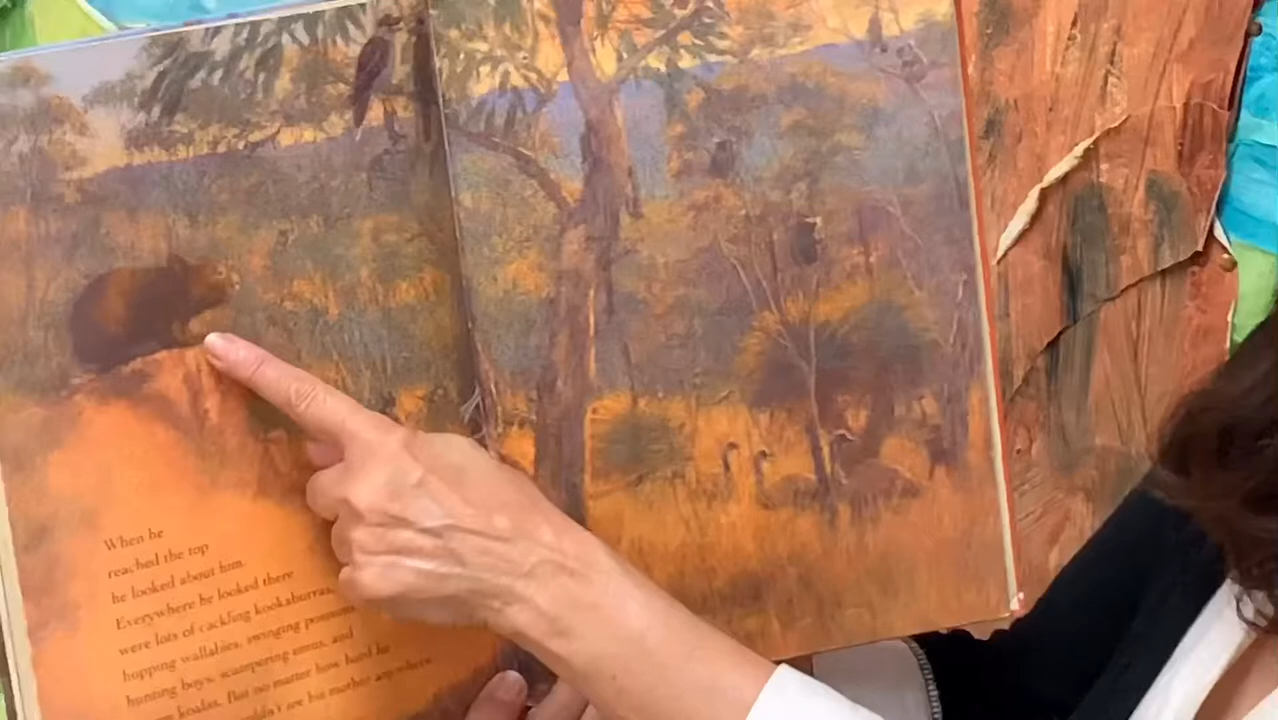 When he
reached the top
he looked about him.
Everywhere he looked there
were lots of cackling kookaburras,
hopping wallabies, swinging possums,
hunting boys, scampering emus, and
koalas. But no matter how hard he
see his mother anywhere.